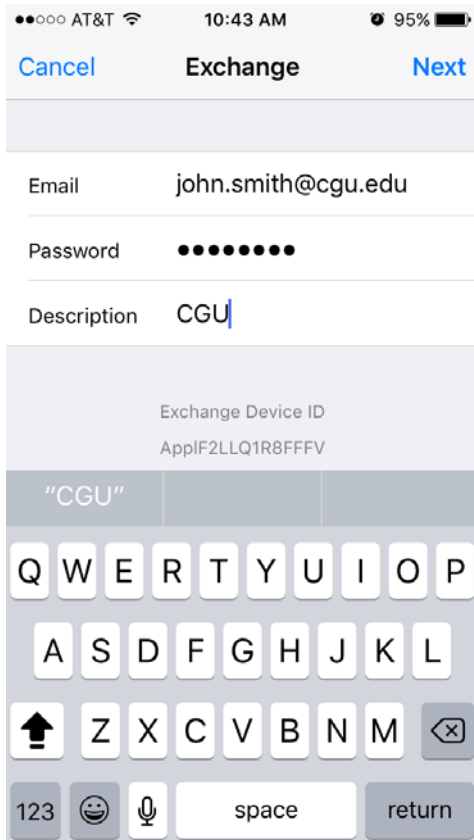 AT&T 10:43 AM 95%
Cancel Exchange Next
Email john.smith@cgu.edu
Password ••••••••
Description CGU
Exchange Device ID
ApplF2LLQ1R8FFFV
“CGU”
Q W E R T Y U I O P
A S D F G H J K L
Z X C V B N M
123 space return